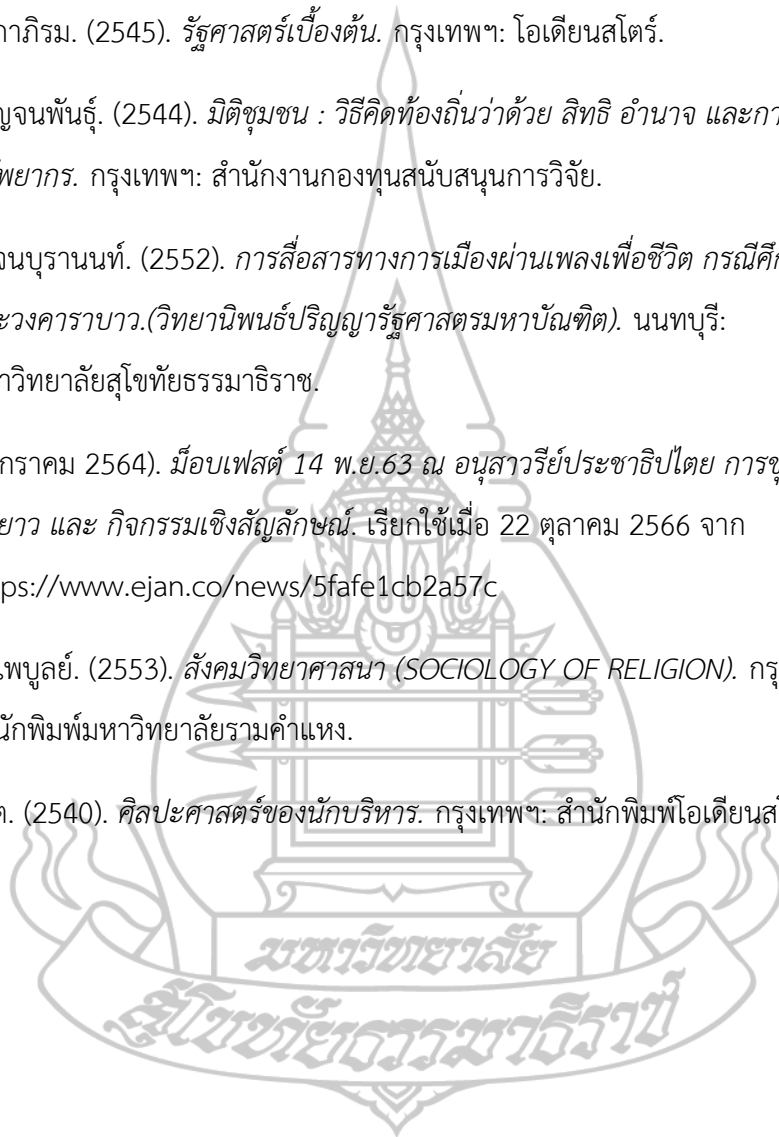 าภิรม. (2545). รัฐศาสตร์เบื้องต้น. กรุงเทพฯ: โอเดียนสโตร์.
ญจนพันธุ์. (2544). มิติชุมชน : วิธีคิดท้องถิ่นว่าด้วย สิทธิ อำนาจ และกา
พยากร. กรุงเทพฯ: สำนักงานกองทุนสนับสนุนการวิจัย.
จนบุรานนท์. (2552). การสื่อสารทางการเมืองผ่านเพลงเพื่อชีวิต กรณีศึก
ะวงคาราบาว.(วิทยานิพนธ์ปริญญารัฐศาสตรมหาบัณฑิต). นนทบุรี:
าวิทยาลัยสุโขทัยธรรมาธิราช.
กราคม 2564). ม็อบเฟสต์ 14 พ.ย.63 ณ อนุสาวรีย์ประชาธิปไตย การชุ
ยาว และ กิจกรรมเชิงสัญลักษณ์. เรียกใช้เมื่อ 22 ตุลาคม 2566 จาก
ps://www.ejan.co/news/5fafe1cb2a57c
พบูลย์. (2553). สังคมวิทยาศาสนา (SOCIOLOGY OF RELIGION). กรุ
นักพิมพ์มหาวิทยาลัยรามคำแหง.
ต. (2540). ศิลปะศาสตร์ของนักบริหาร. กรุงเทพฯ: สำนักพิมพ์โอเดียนส
มหาวิทยาลัย
สุโขทัยธรรมาธิราช